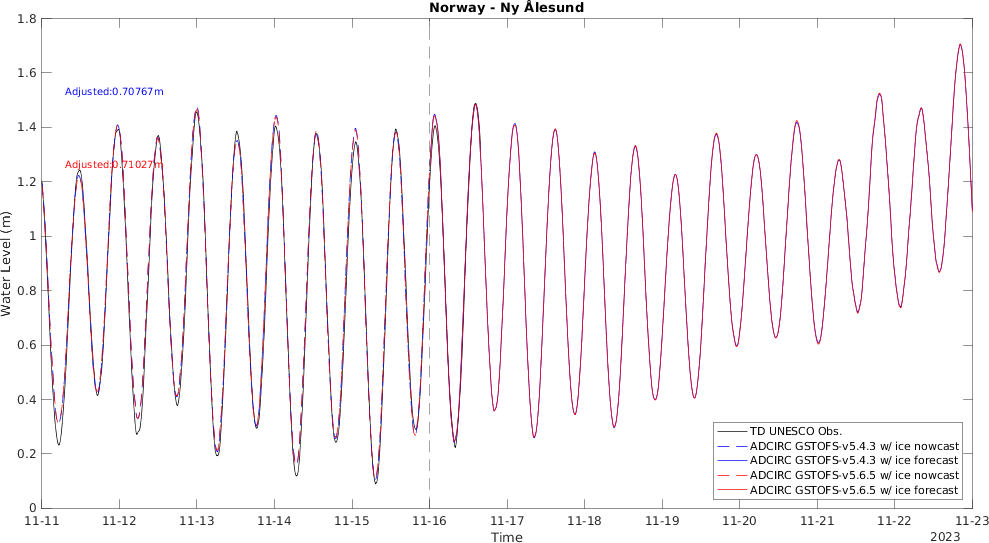 Norway - Ny Ålesund
1.8
1.6
1.4
1.2
1
0.8
0.6
0.4
0.2
0
Water Level (m)
Adjusted:0.70767m
Adjusted:0.71027m
TD UNESCO Obs.
ADCIRC GSTOFS-v5.4.3 w/ ice nowcast
ADCIRC GSTOFS-v5.4.3 w/ ice forecast
ADCIRC GSTOFS-v5.6.5 w/ ice nowcast
ADCIRC GSTOFS-v5.6.5 w/ ice forecast
11-11 11-12 11-13 11-14 11-15 11-16 11-17 11-18 11-19 11-20 11-21 11-22 11-23
Time
2023